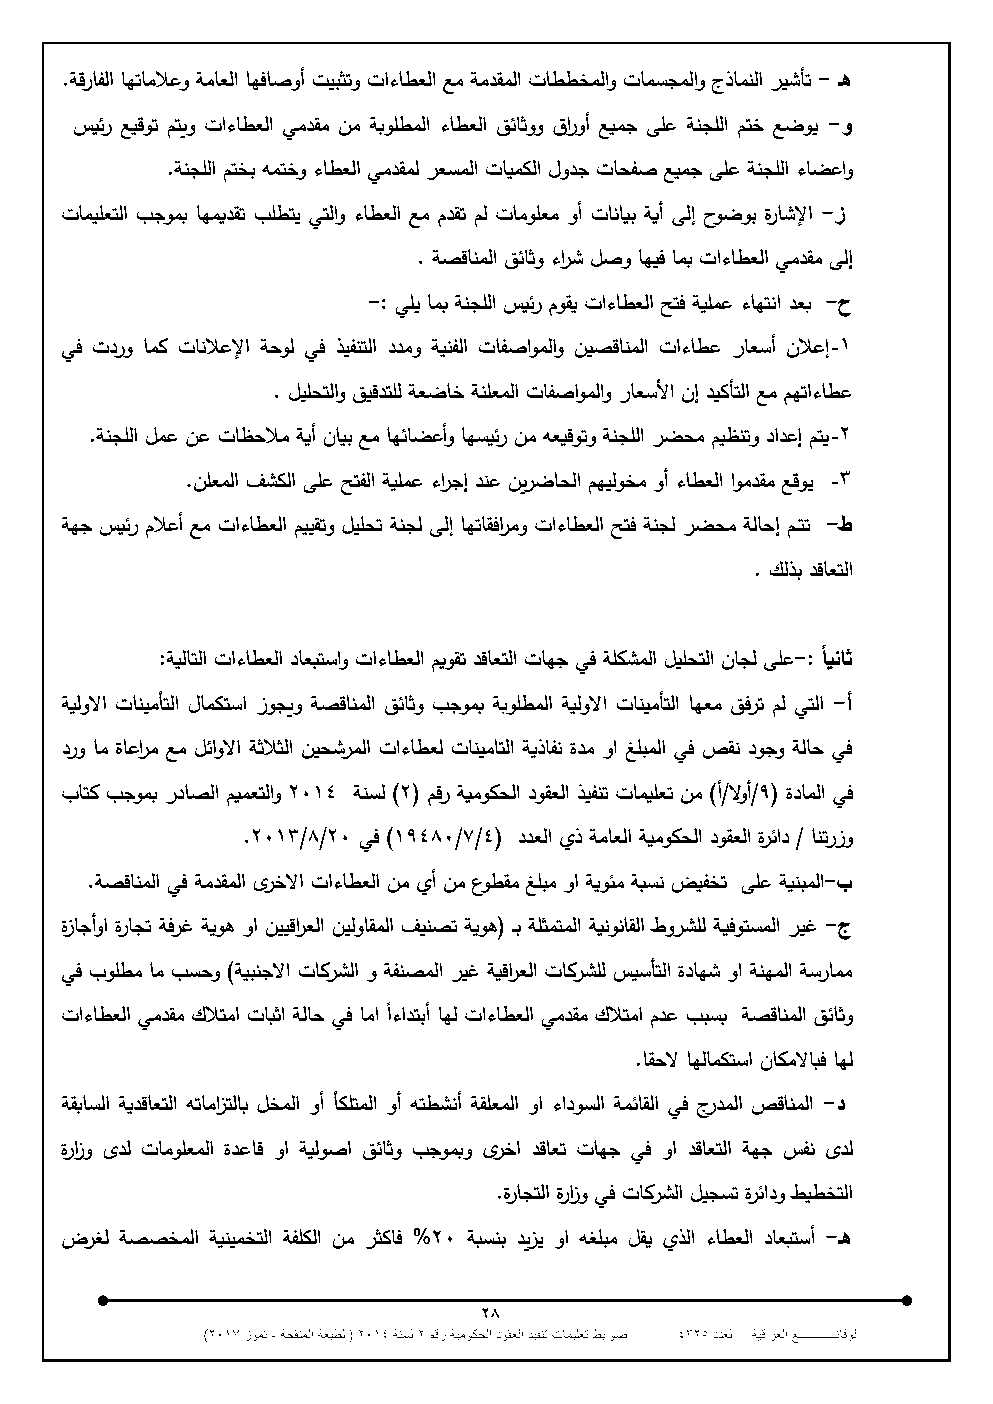 هـ - تأشير النماذج والمجسمات والمخططات المقدمة مع العطاءات وتثبيت أوصافها العامة وعلاماتها الفارقة.
و- يوضع ختم اللجنة على جميع أوراق ووثائق العطاء المطلوبة من مقدمي العطاءات ويتم توقيع رئيس
واعضاء اللجنة على جميع صفحات جدول الكميات المسعر لمقدمي العطاء وختمه بختم اللجنة.
ز- الإشارة بوضوح إلى أية بيانات أو معلومات لم تقدم مع العطاء والتي يتطلب تقديمها بموجب التعليمات
إلى مقدمي العطاءات بما فيها وصل شراء وثائق المناقصة .
ح- بعد انتهاء عملية فتح العطاءات يقوم رئيس اللجنة بما يلي :-
١-إعلان أسعار عطاءات المناقصين والمواصفات الفنية ومدد التنفيذ في لوحة الإعلانات كما وردت في
عطاءاتهم مع التأكيد إن الأسعار والمواصفات المعلنة خاضعة للتدقيق والتحليل .
٢-يتم إعداد وتنظيم محضر اللجنة وتوقيعه من رئيسها وأعضائها مع بيان أية ملاحظات عن عمل اللجنة.
٣- يوقع مقدموا العطاء أو مخوليهم الحاضرين عند إجراء عملية الفتح على الكشف المعلن.
ط- تتم إحالة محضر لجنة فتح العطاءات ومرافقاتها إلى لجنة تحليل وتقييم العطاءات مع أعلام رئيس جهة
التعاقد بذلك .
ثانياً :-على لجان التحليل المشكلة في جهات التعاقد تقويم العطاءات واستبعاد العطاءات التالية:
أ- التي لم ترفق معها التأمينات الاولية المطلوبة بموجب وثائق المناقصة ويجوز استكمال التأمينات الاولية
في حالة وجود نقص في المبلغ او مدة نفاذية التامينات لعطاءات المرشحين الثلاثة الاوائل مع مراعاة ما ورد
في المادة (٩/أولا/أ) من تعليمات تنفيذ العقود الحكومية رقم (٢) لسنة ٢٠١٤ والتعميم الصادر بموجب كتاب
وزرتنا / دائرة العقود الحكومية العامة ذي العدد (١٩٤٨٠/٧/٤) في ٢٠١٣/٨/٢٠.
ب-المبنية على تخفيض نسبة مئوية او مبلغ مقطوع من أي من العطاءات الاخرى المقدمة في المناقصة.
ج- غير المستوفية للشروط القانونية المتمثلة بـ (هوية تصنيف المقاولين العراقيين او هوية غرفة تجارة اوأجازة
ممارسة المهنة او شهادة التأسيس للشركات العراقية غير المصنفة و الشركات الاجنبية) وحسب ما مطلوب في
وثائق المناقصة بسبب عدم امتلاك مقدمي العطاءات لها أبتداءاً اما في حالة اثبات امتلاك مقدمي العطاءات
لها فبالامكان استكمالها لاحقا.
د- المناقص المدرج في القائمة السوداء او المعلقة أنشطته أو المتلكأ أو المخل بالتزاماته التعاقدية السابقة
لدى نفس جهة التعاقد او في جهات تعاقد اخرى وبموجب وثائق اصولية او قاعدة المعلومات لدى وزارة
التخطيط ودائرة تسجيل الشركات في وزارة التجارة.
هـ- أستبعاد العطاء الذي يقل مبلغه او يزيد بنسبة ٢٠% فاكثر من الكلفة التخمينية المخصصة لغرض
٢٨
العدد ٤٣٢٥ ضوابط تعليمات تنفيذ العقود الحكومية رقم ٢ لسنة ٢٠١٤ ( لطبعة المنقحة - تموز ٢٠١٧)